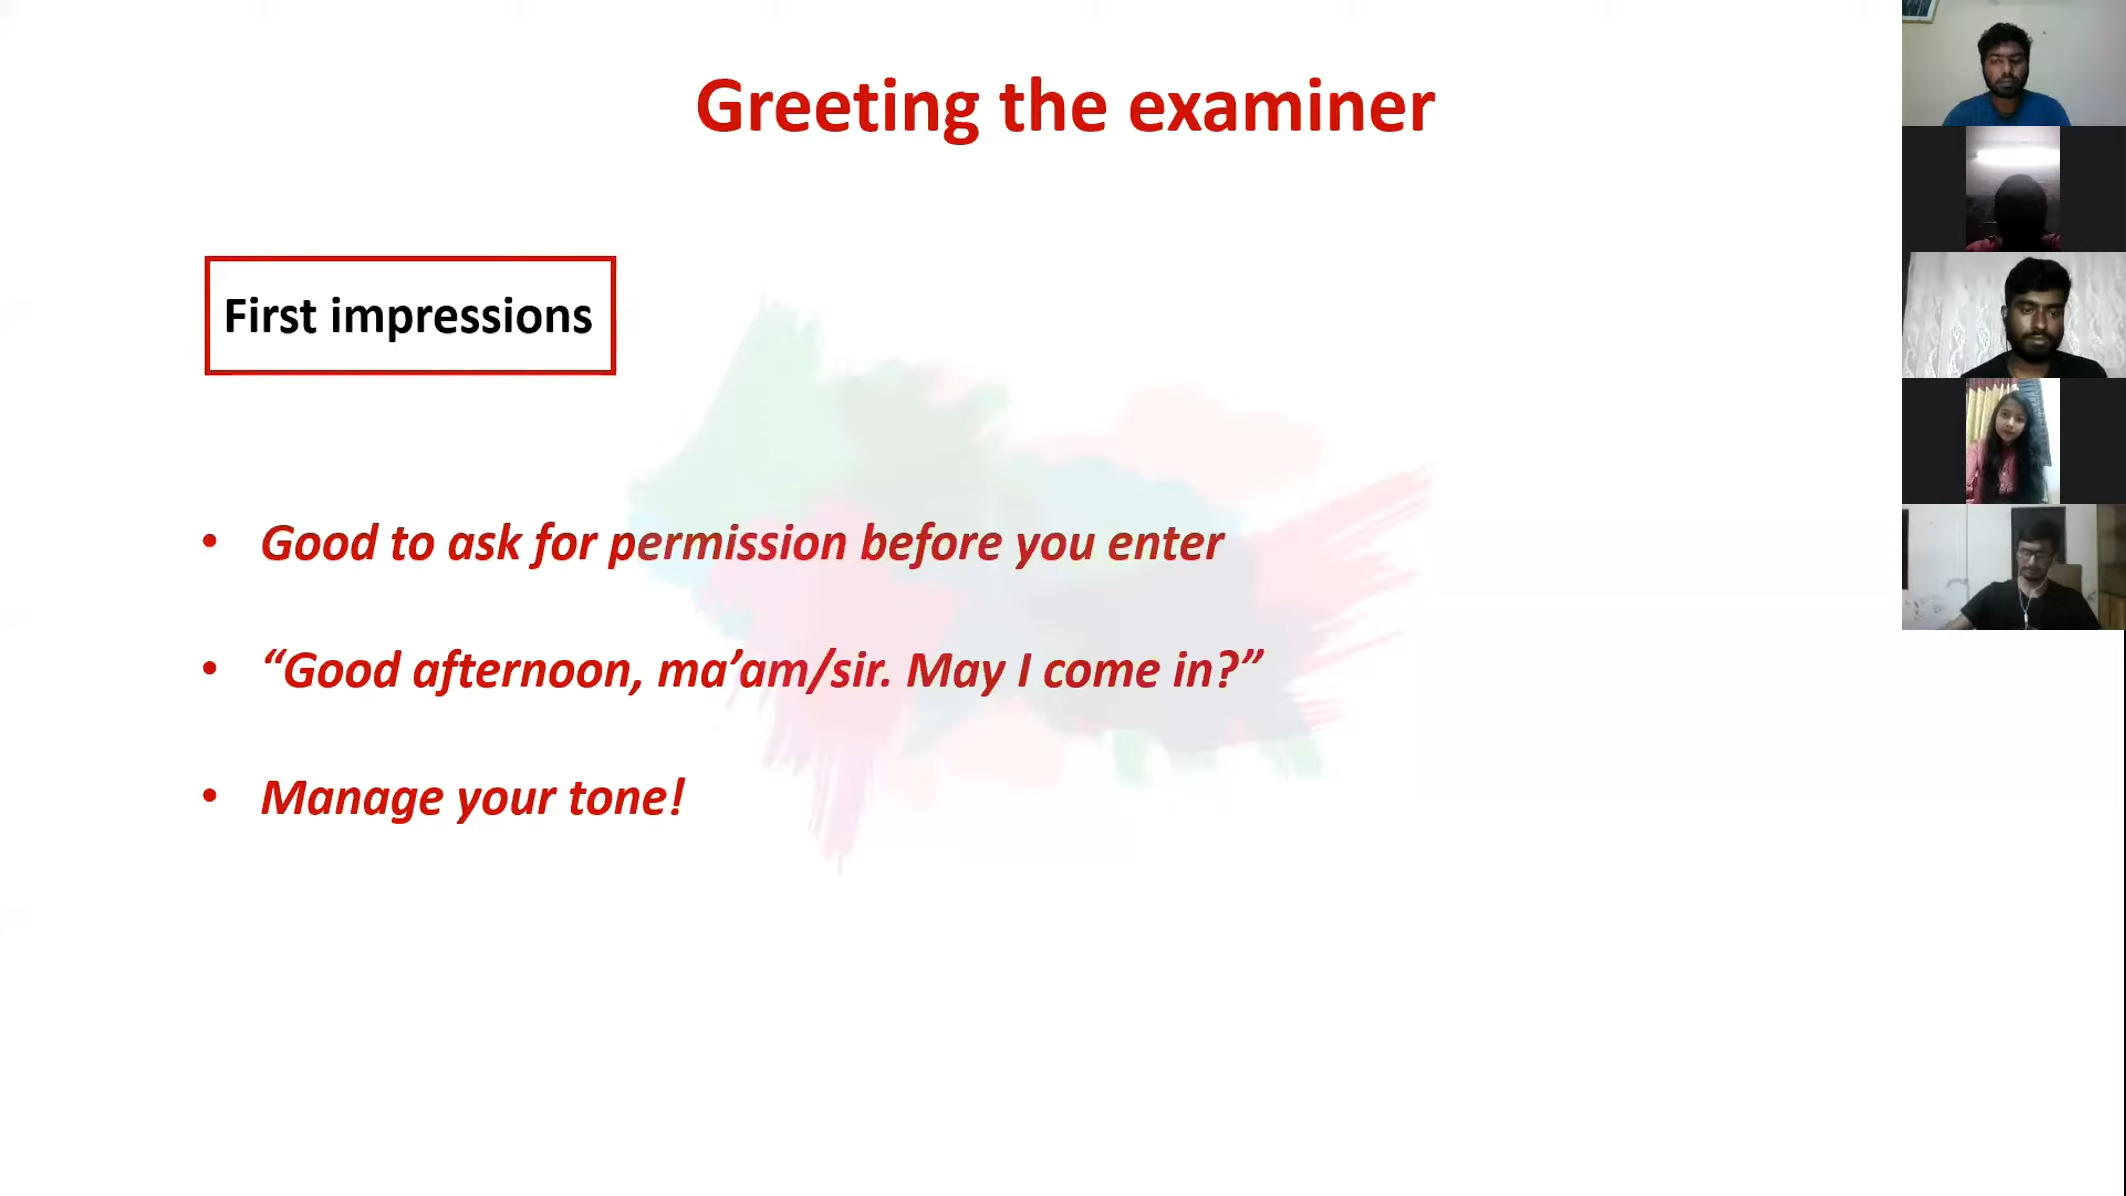 Greeting the examiner
First impressions
• Good to ask for permission before you enter
• “Good afternoon, ma’am/sir. May I come in?”
• Manage your tone!